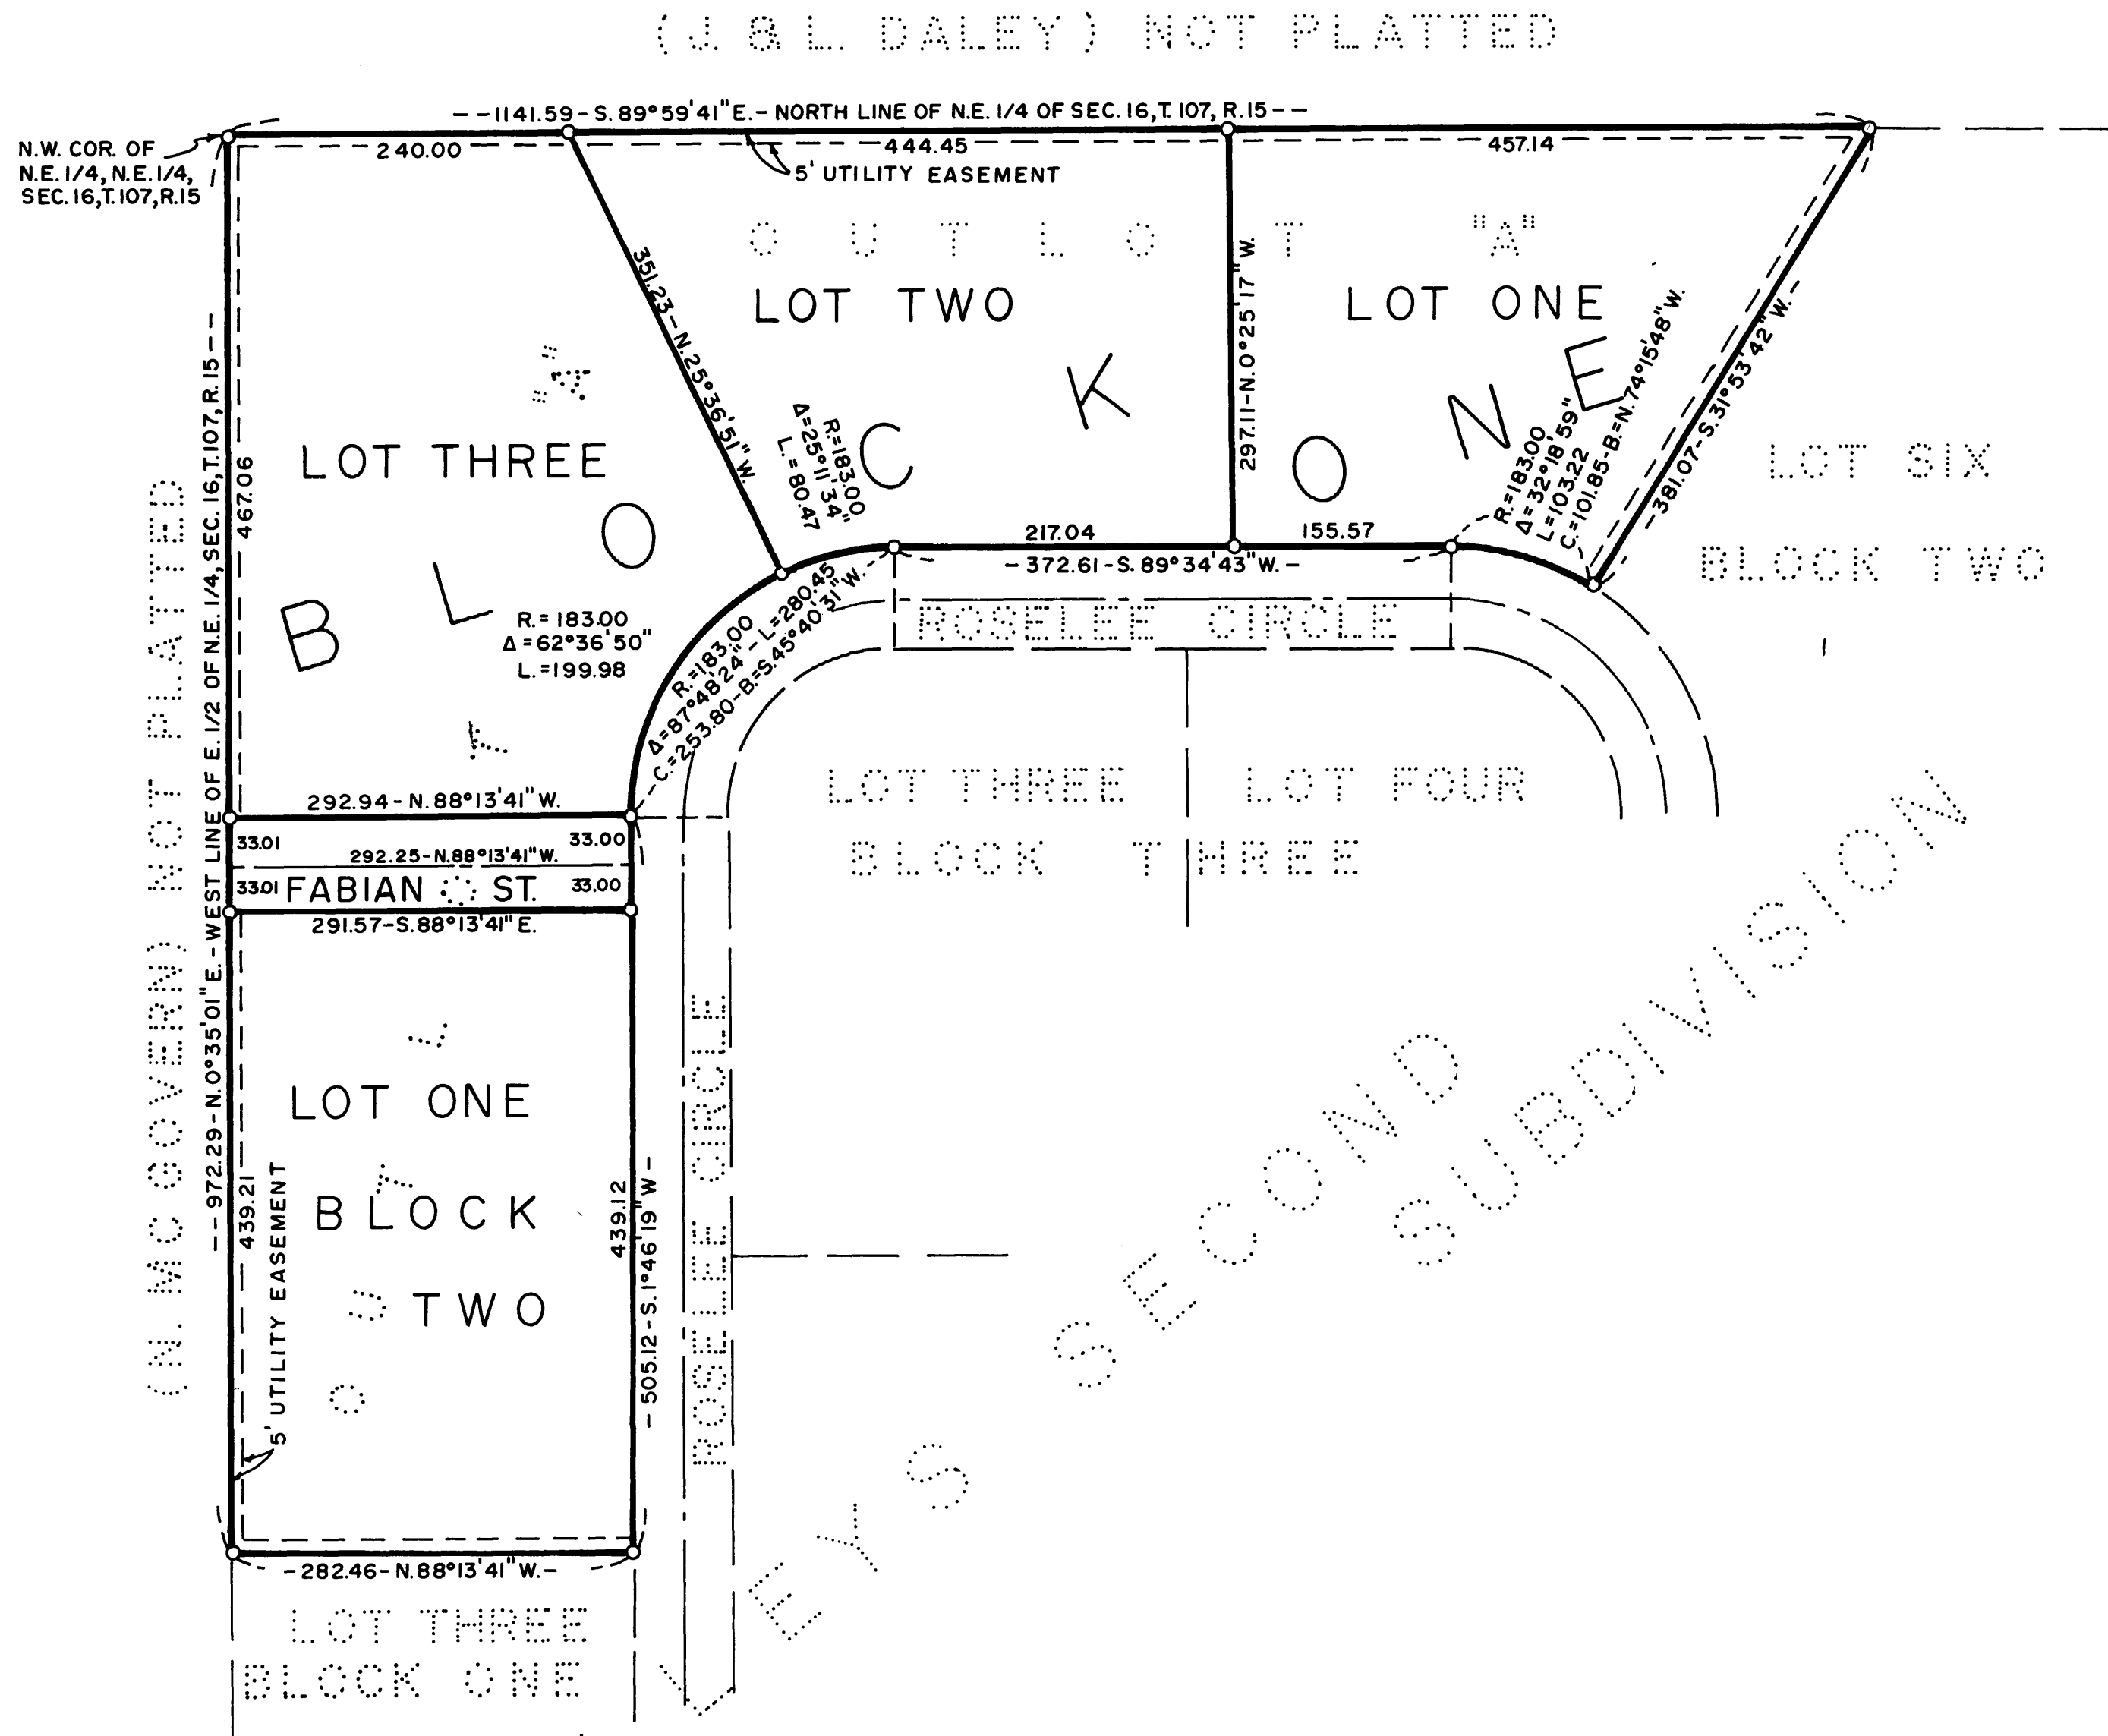 (J. & L. DALEY) NOT PLATTED
--1141.59-S. 89°59'41"E.-NORTH LINE OF N.E. 1/4 OF SEC. 16, T. 107, R. 15--
N.W. COR. OF
N.E. 1/4, N.E. 1/4,
SEC. 16, T. 107, R. 15
240.00
444.45
457.14
5' UTILITY EASEMENT
OUTLOT "A"
LOT TWO
LOT ONE
351.23-N. 25°36'51"W.
297.11-N. 0°25'17"W.
-381.07-S. 31°53'42"W.-
R.=183.00
Δ=32°18'59"
L=103.22
C=101.85-B.=N. 74°15'48"W.
R.=183.00
Δ=25°11'34"
L.=80.47
"A"
LOT THREE
BLOCK ONE
LOT SIX
BLOCK TWO
467.06
217.04
155.57
-372.61-S. 89°34'43"W.-
ROSELEE CIRCLE
R.=183.00
Δ=62°36'50"
L.=199.98
R.=183.00
Δ=87°48'24"-L=280.45
C.=253.80-B.=S. 45°40'31"W.
(N. MC GOVERN) NOT PLATTED
--972.29-N. 0°35'01"E.-WEST LINE OF E. 1/2 OF N.E. 1/4, SEC. 16, T. 107, R. 15--
292.94-N. 88°13'41"W.
33.01
33.00
292.25-N. 88°13'41"W.
33.01
FABIAN ST.
33.00
291.57-S. 88°13'41"E.
LOT THREE
LOT FOUR
BLOCK THREE
OUTLOT
LOT ONE
BLOCK
TWO
439.21
5' UTILITY EASEMENT
439.12
-505.12-S. 1°46'19"W-
ROSELEE CIRCLE
-282.46-N. 88°13'41"W.-
LOT THREE
BLOCK ONE
LEYS SECOND
SUBDIVISION